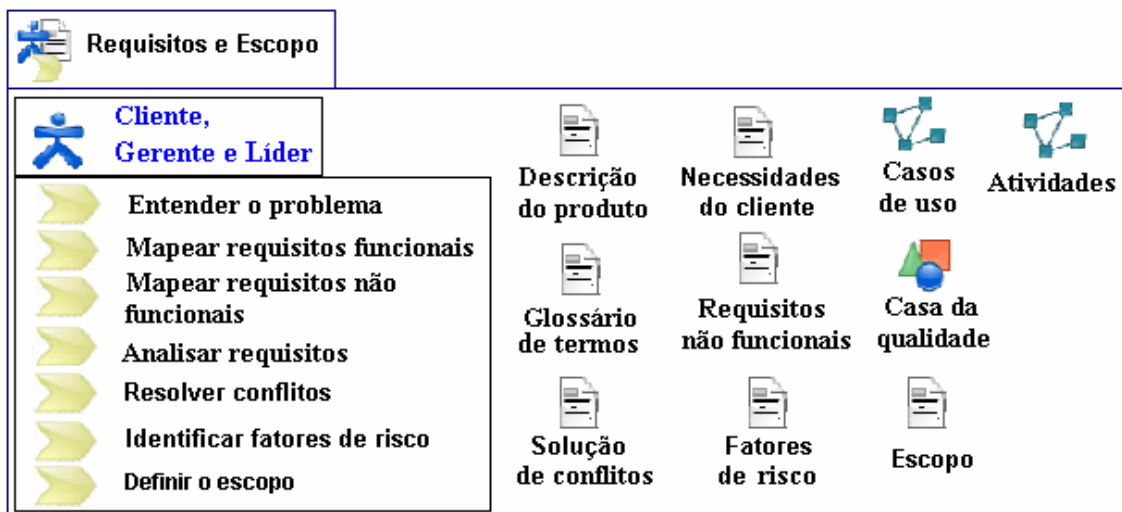 Requisitos e Escopo
Cliente,
Gerente e Líder
Entender o problema
Mapear requisitos funcionais
Mapear requisitos não
funcionais
Analisar requisitos
Resolver conflitos
Identificar fatores de risco
Definir o escopo
Descrição
do produto
Necessidades
do cliente
Casos
de uso
Atividades
Glossário
de termos
Requisitos
não funcionais
Casa da
qualidade
Solução
de conflitos
Fatores
de risco
Escopo